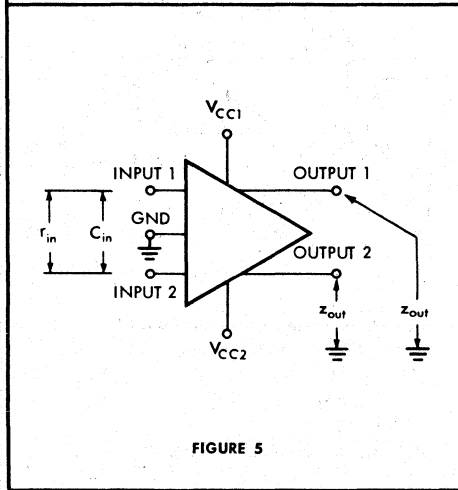 V_CC1
INPUT 1 OUTPUT 1
r_in C_in GND
INPUT 2 OUTPUT 2
z_out z_out
V_CC2
FIGURE 5